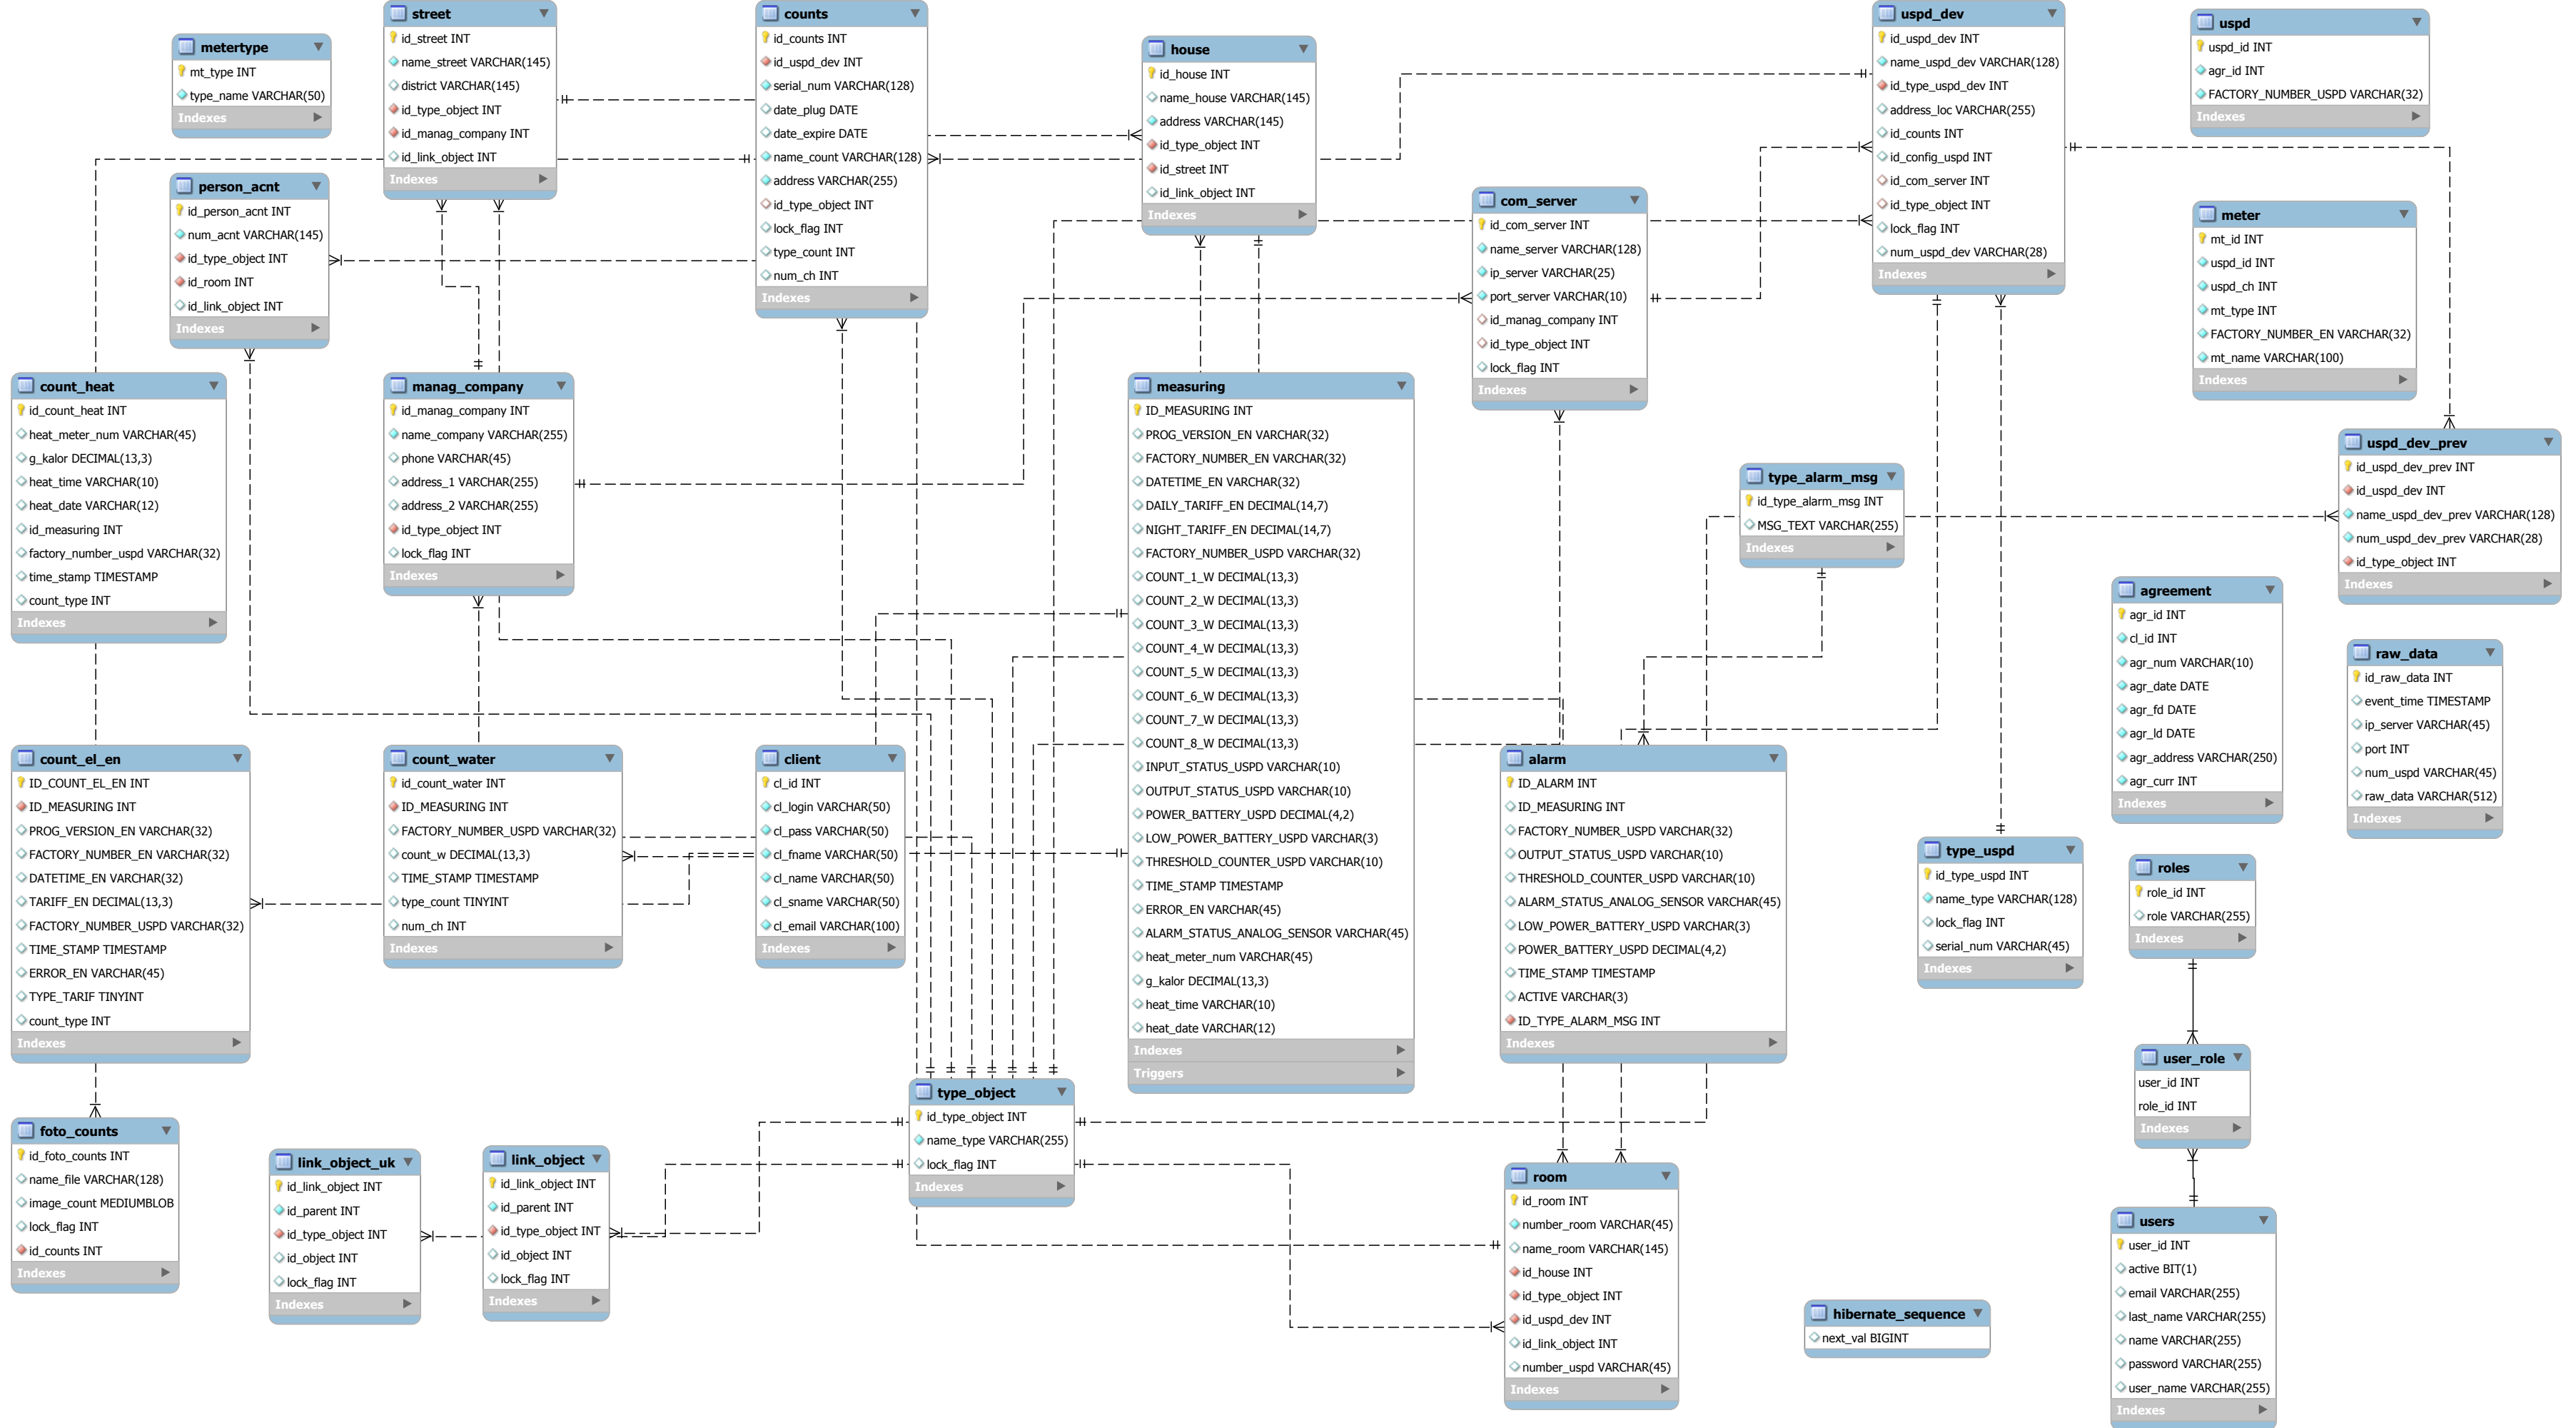 metertype
mt_type INT
type_name VARCHAR(50)
Indexes
street
id_street INT
name_street VARCHAR(145)
district VARCHAR(145)
id_type_object INT
id_manag_company INT
id_link_object INT
Indexes
counts
id_counts INT
id_uspd_dev INT
serial_num VARCHAR(128)
date_plug DATE
date_expire DATE
name_count VARCHAR(128)
address VARCHAR(255)
id_type_object INT
lock_flag INT
type_count INT
num_ch INT
Indexes
house
id_house INT
name_house VARCHAR(145)
address VARCHAR(145)
id_type_object INT
id_street INT
id_link_object INT
Indexes
uspd_dev
id_uspd_dev INT
name_uspd_dev VARCHAR(128)
id_type_uspd_dev INT
address_loc VARCHAR(255)
id_counts INT
id_config_uspd INT
id_com_server INT
id_type_object INT
lock_flag INT
num_uspd_dev VARCHAR(28)
Indexes
uspd
uspd_id INT
agr_id INT
FACTORY_NUMBER_USPD VARCHAR(32)
Indexes
person_acnt
id_person_acnt INT
num_acnt VARCHAR(145)
id_type_object INT
id_room INT
id_link_object INT
Indexes
com_server
id_com_server INT
name_server VARCHAR(128)
ip_server VARCHAR(25)
port_server VARCHAR(10)
id_manag_company INT
id_type_object INT
lock_flag INT
Indexes
meter
mt_id INT
uspd_id INT
uspd_ch INT
mt_type INT
FACTORY_NUMBER_EN VARCHAR(32)
mt_name VARCHAR(100)
Indexes
count_heat
id_count_heat INT
heat_meter_num VARCHAR(45)
g_kalor DECIMAL(13,3)
heat_time VARCHAR(10)
heat_date VARCHAR(12)
id_measuring INT
factory_number_uspd VARCHAR(32)
time_stamp TIMESTAMP
count_type INT
Indexes
manag_company
id_manag_company INT
name_company VARCHAR(255)
phone VARCHAR(45)
address_1 VARCHAR(255)
address_2 VARCHAR(255)
id_type_object INT
lock_flag INT
Indexes
measuring
ID_MEASURING INT
PROG_VERSION_EN VARCHAR(32)
FACTORY_NUMBER_EN VARCHAR(32)
DATETIME_EN VARCHAR(32)
DAILY_TARIFF_EN DECIMAL(14,7)
NIGHT_TARIFF_EN DECIMAL(14,7)
FACTORY_NUMBER_USPD VARCHAR(32)
COUNT_1_W DECIMAL(13,3)
COUNT_2_W DECIMAL(13,3)
COUNT_3_W DECIMAL(13,3)
COUNT_4_W DECIMAL(13,3)
COUNT_5_W DECIMAL(13,3)
COUNT_6_W DECIMAL(13,3)
COUNT_7_W DECIMAL(13,3)
COUNT_8_W DECIMAL(13,3)
INPUT_STATUS_USPD VARCHAR(10)
OUTPUT_STATUS_USPD VARCHAR(10)
POWER_BATTERY_USPD DECIMAL(4,2)
LOW_POWER_BATTERY_USPD VARCHAR(3)
THRESHOLD_COUNTER_USPD VARCHAR(10)
TIME_STAMP TIMESTAMP
ERROR_EN VARCHAR(45)
ALARM_STATUS_ANALOG_SENSOR VARCHAR(45)
heat_meter_num VARCHAR(45)
g_kalor DECIMAL(13,3)
heat_time VARCHAR(10)
heat_date VARCHAR(12)
Indexes
Triggers
type_alarm_msg
id_type_alarm_msg INT
MSG_TEXT VARCHAR(255)
Indexes
uspd_dev_prev
id_uspd_dev_prev INT
id_uspd_dev INT
name_uspd_dev_prev VARCHAR(128)
num_uspd_dev_prev VARCHAR(28)
id_type_object INT
Indexes
agreement
agr_id INT
cl_id INT
agr_num VARCHAR(10)
agr_date DATE
agr_fd DATE
agr_ld DATE
agr_address VARCHAR(250)
agr_curr INT
Indexes
raw_data
id_raw_data INT
event_time TIMESTAMP
ip_server VARCHAR(45)
port INT
num_uspd VARCHAR(45)
raw_data VARCHAR(512)
Indexes
count_el_en
ID_COUNT_EL_EN INT
ID_MEASURING INT
PROG_VERSION_EN VARCHAR(32)
FACTORY_NUMBER_EN VARCHAR(32)
DATETIME_EN VARCHAR(32)
TARIFF_EN DECIMAL(13,3)
FACTORY_NUMBER_USPD VARCHAR(32)
TIME_STAMP TIMESTAMP
ERROR_EN VARCHAR(45)
TYPE_TARIF TINYINT
count_type INT
Indexes
count_water
id_count_water INT
ID_MEASURING INT
FACTORY_NUMBER_USPD VARCHAR(32)
count_w DECIMAL(13,3)
TIME_STAMP TIMESTAMP
type_count TINYINT
num_ch INT
Indexes
client
cl_id INT
cl_login VARCHAR(50)
cl_pass VARCHAR(50)
cl_fname VARCHAR(50)
cl_name VARCHAR(50)
cl_sname VARCHAR(50)
cl_email VARCHAR(100)
Indexes
alarm
ID_ALARM INT
ID_MEASURING INT
FACTORY_NUMBER_USPD VARCHAR(32)
OUTPUT_STATUS_USPD VARCHAR(10)
THRESHOLD_COUNTER_USPD VARCHAR(10)
ALARM_STATUS_ANALOG_SENSOR VARCHAR(45)
LOW_POWER_BATTERY_USPD VARCHAR(3)
POWER_BATTERY_USPD DECIMAL(4,2)
TIME_STAMP TIMESTAMP
ACTIVE VARCHAR(3)
ID_TYPE_ALARM_MSG INT
Indexes
type_uspd
id_type_uspd INT
name_type VARCHAR(128)
lock_flag INT
serial_num VARCHAR(45)
Indexes
roles
role_id INT
role VARCHAR(255)
Indexes
user_role
user_id INT
role_id INT
Indexes
foto_counts
id_foto_counts INT
name_file VARCHAR(128)
image_count MEDIUMBLOB
lock_flag INT
id_counts INT
Indexes
link_object_uk
id_link_object INT
id_parent INT
id_type_object INT
id_object INT
lock_flag INT
Indexes
link_object
id_link_object INT
id_parent INT
id_type_object INT
id_object INT
lock_flag INT
Indexes
type_object
id_type_object INT
name_type VARCHAR(255)
lock_flag INT
Indexes
room
id_room INT
number_room VARCHAR(45)
name_room VARCHAR(145)
id_house INT
id_type_object INT
id_uspd_dev INT
id_link_object INT
number_uspd VARCHAR(45)
Indexes
hibernate_sequence
next_val BIGINT
users
user_id INT
active BIT(1)
email VARCHAR(255)
last_name VARCHAR(255)
name VARCHAR(255)
password VARCHAR(255)
user_name VARCHAR(255)
Indexes